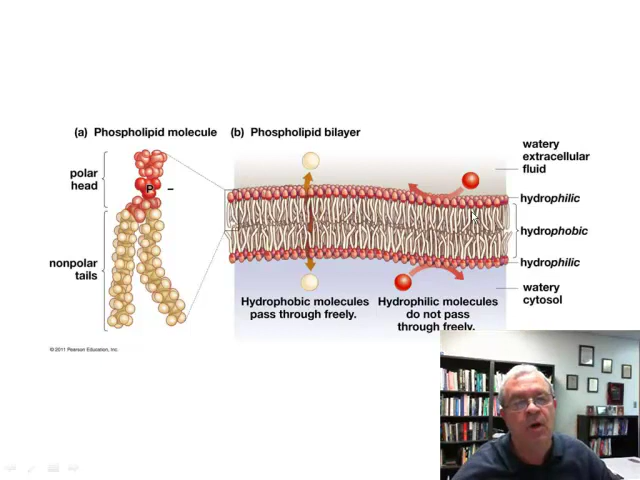 (a) Phospholipid molecule
(b) Phospholipid bilayer
polar
head
P –
nonpolar
tails
watery
extracellular
fluid
hydrophilic
hydrophobic
hydrophilic
watery
cytosol
Hydrophobic molecules
pass through freely.
Hydrophilic molecules
do not pass
through freely.
© 2011 Pearson Education, Inc.